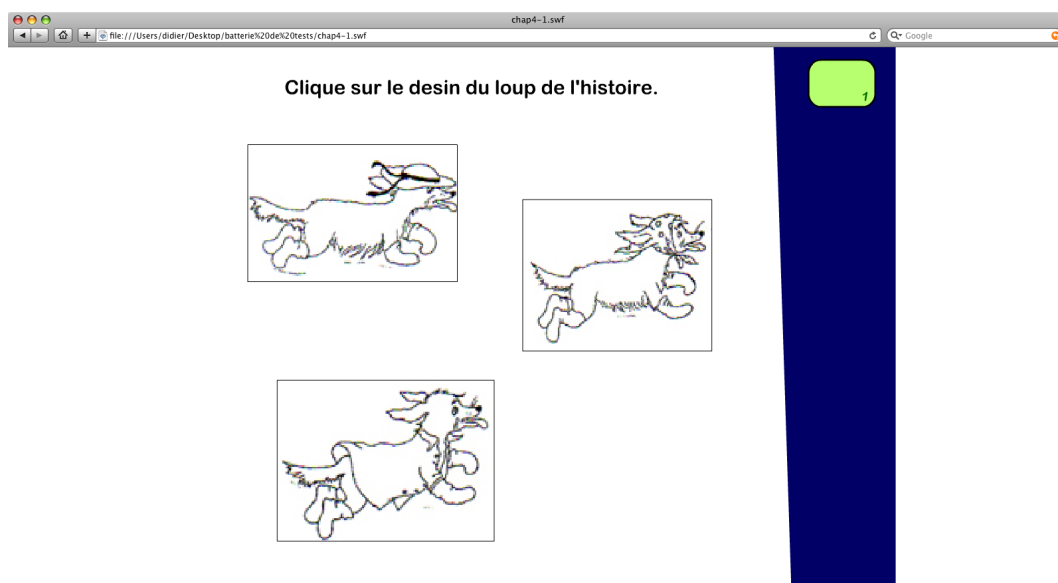 chap4-1.swf
file:///Users/didier/Desktop/batterie%20de%20tests/chap4-1.swf
Google
Clique sur le desin du loup de l'histoire.
1